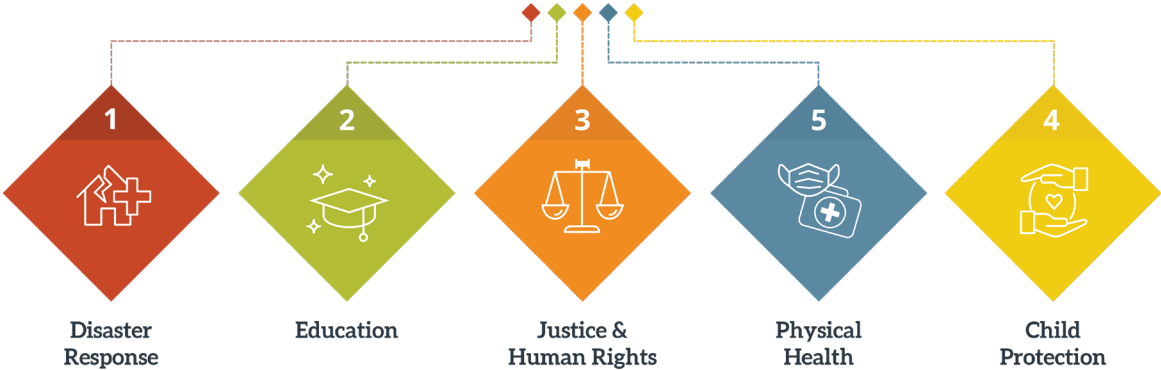 1
2
3
5
4
Disaster
Response
Education
Justice &
Human Rights
Physical
Health
Child
Protection